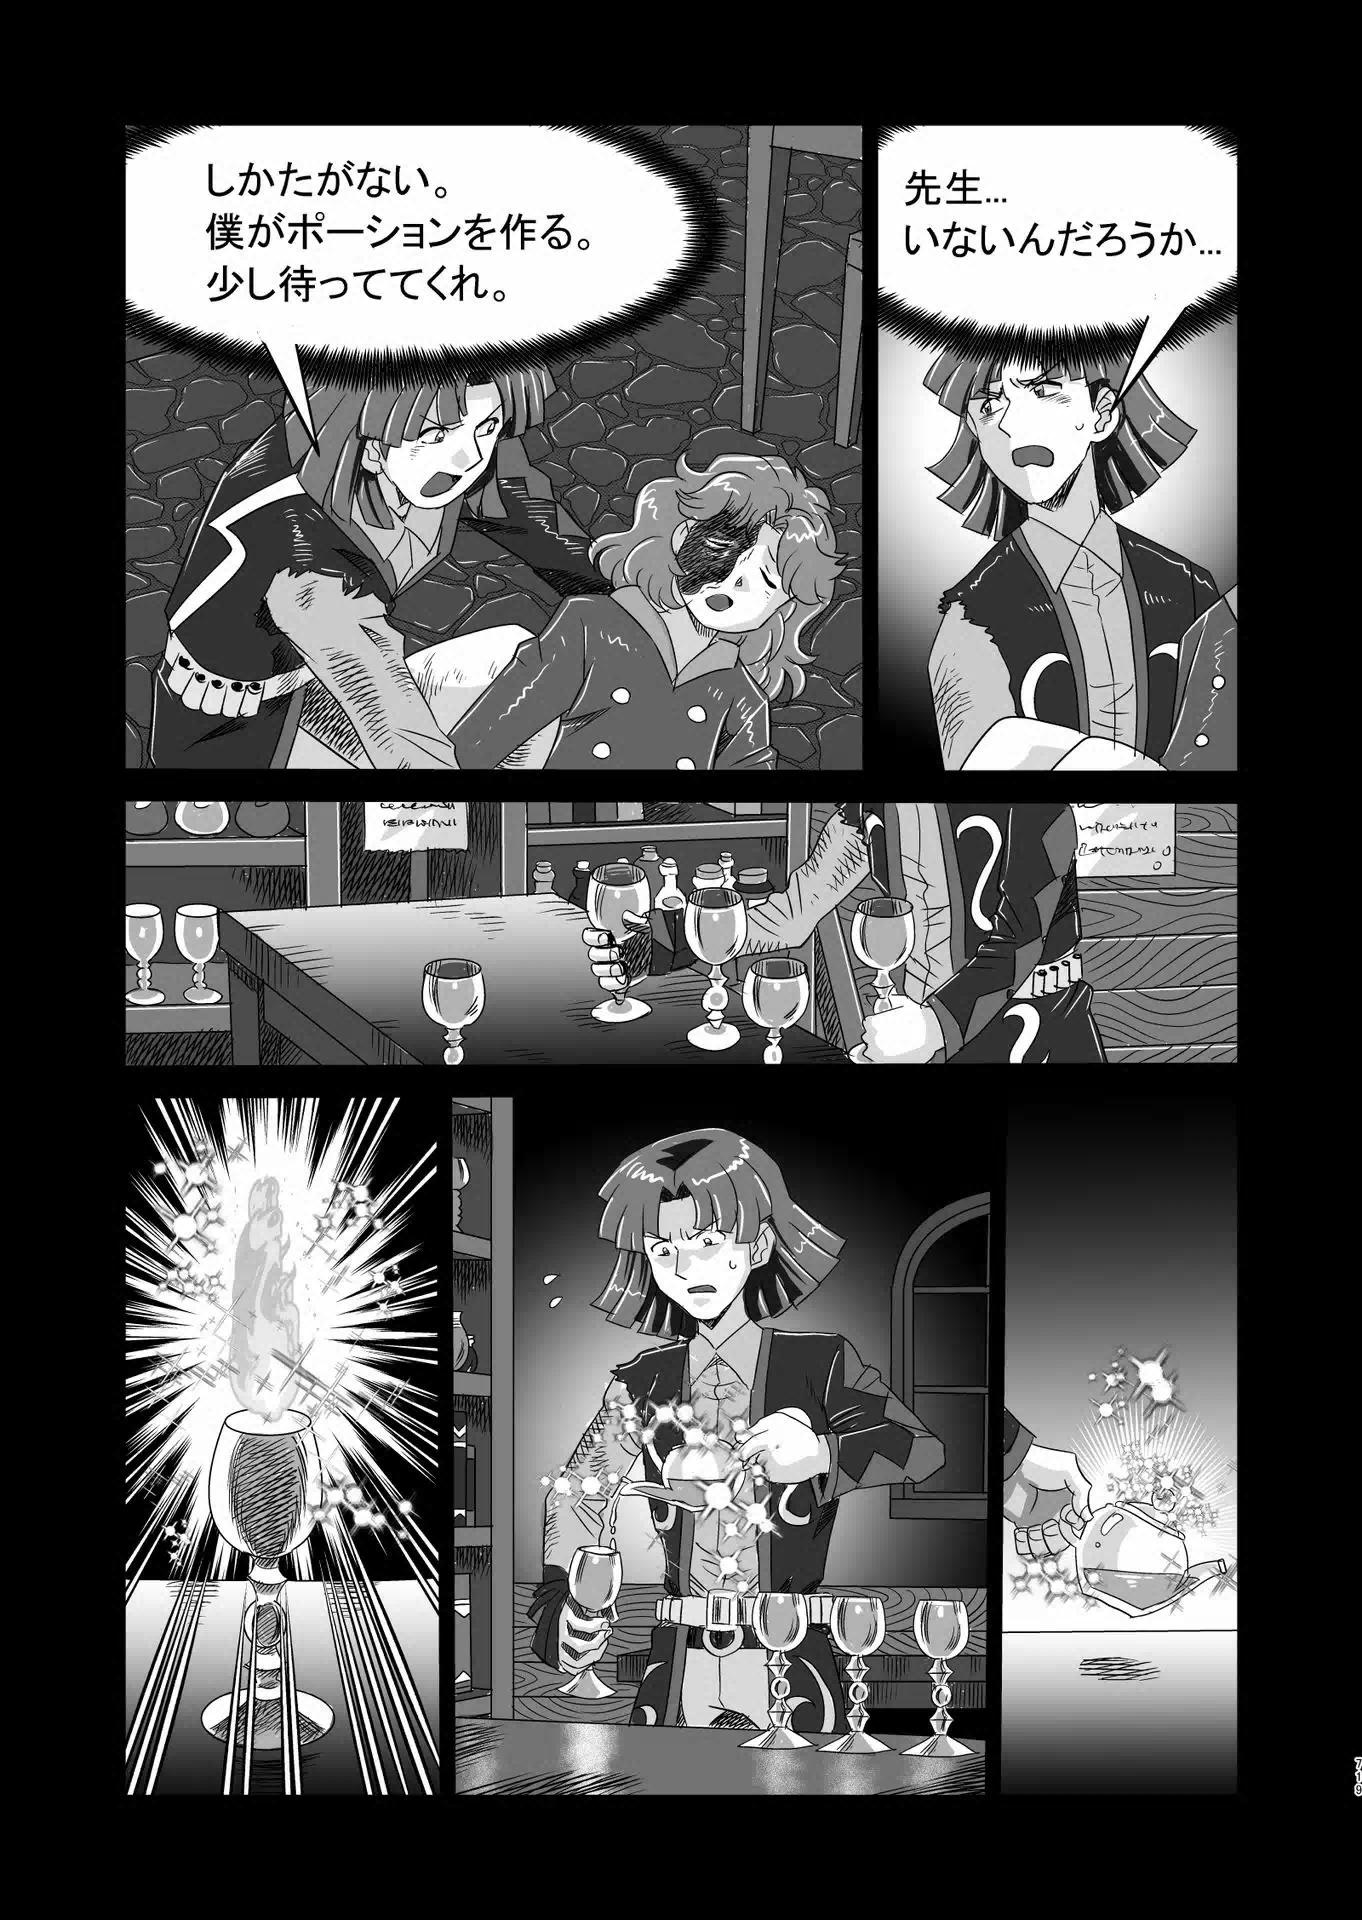 先生...
いないんだろうか...
しかたがない。
僕がポーションを作る。
少し待っててくれ。
719